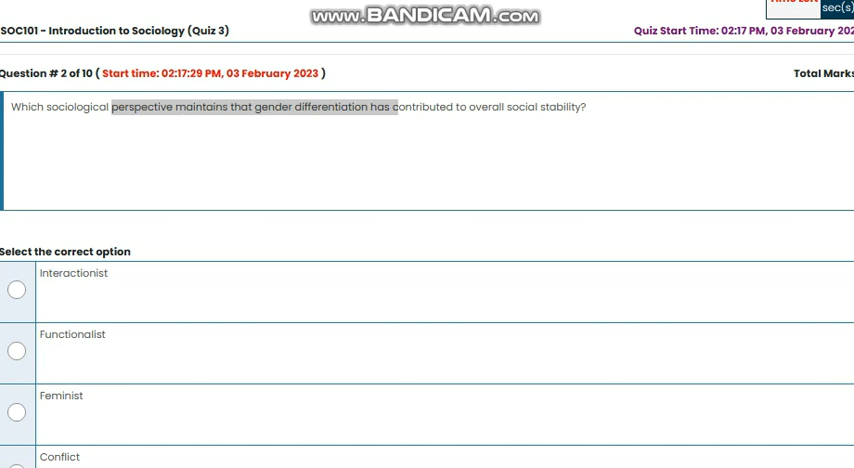 www.BANDICAM.com
sec(s)
SOC101 - Introduction to Sociology (Quiz 3)
Quiz Start Time: 02:17 PM, 03 February
Question # 2 of 10 ( Start time: 02:17:29 PM, 03 February 2023 )
Total Marks
Which sociological perspective maintains that gender differentiation has contributed to overall social stability?
Select the correct option
Interactionist
Functionalist
Feminist
Conflict